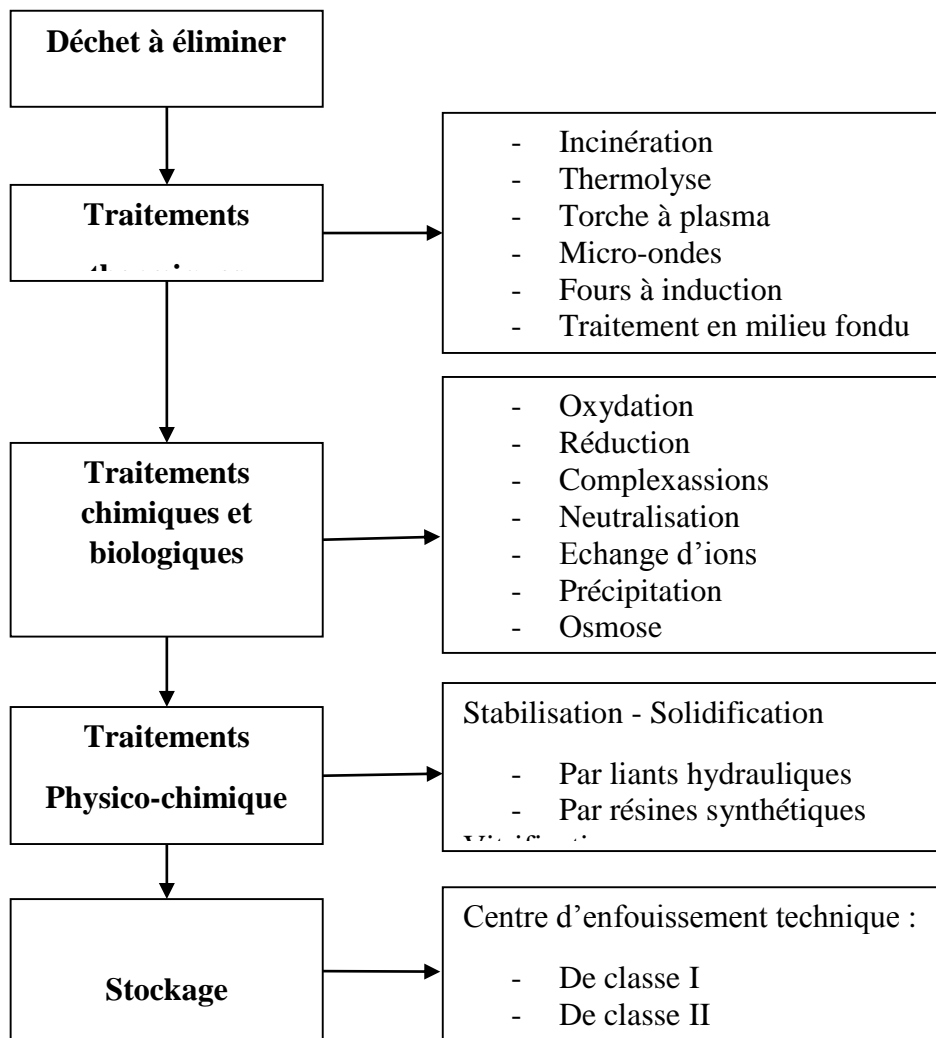 Déchet à éliminer
Traitements
- Incinération
- Thermolyse
- Torche à plasma
- Micro-ondes
- Fours à induction
- Traitement en milieu fondu
Traitements
chimiques et
biologiques
- Oxydation
- Réduction
- Complexassions
- Neutralisation
- Echange d’ions
- Précipitation
- Osmose
Traitements
Physico-chimique
Stabilisation - Solidification
- Par liants hydrauliques
- Par résines synthétiques
Stockage
Centre d’enfouissement technique :
- De classe I
- De classe II